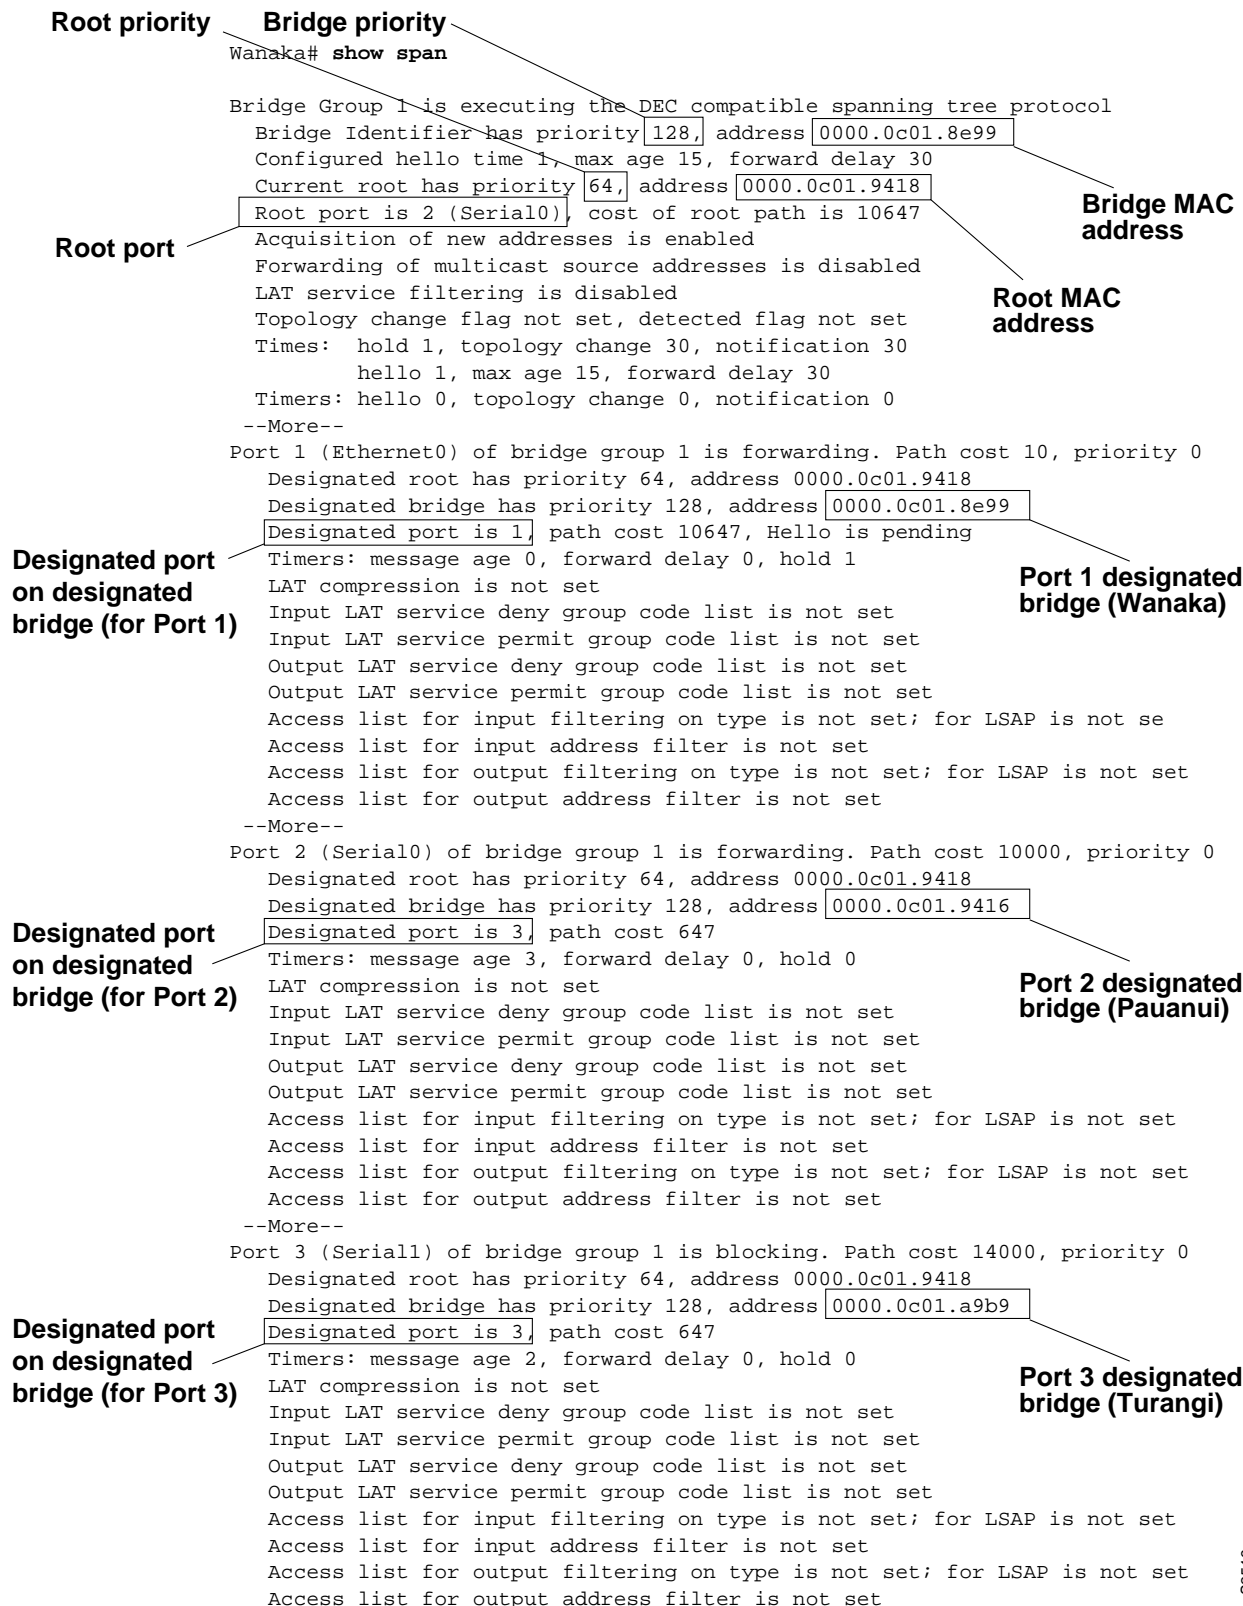 Root priority
Bridge priority
Wanaka# show span
Bridge Group 1 is executing the DEC compatible spanning tree protocol
Bridge Identifier has priority 128, address 0000.0c01.8e99
Configured hello time 1, max age 15, forward delay 30
Current root has priority 64, address 0000.0c01.9418
Root port is 2 (Serial0), cost of root path is 10647
Bridge MAC
address
Root port
Acquisition of new addresses is enabled
Forwarding of multicast source addresses is disabled
LAT service filtering is disabled
Root MAC
address
Topology change flag not set, detected flag not set
Times: hold 1, topology change 30, notification 30
hello 1, max age 15, forward delay 30
Timers: hello 0, topology change 0, notification 0
--More--
Port 1 (Ethernet0) of bridge group 1 is forwarding. Path cost 10, priority 0
Designated root has priority 64, address 0000.0c01.9418
Designated bridge has priority 128, address 0000.0c01.8e99
Designated port is 1, path cost 10647, Hello is pending
Designated port
on designated
bridge (for Port 1)
Timers: message age 0, forward delay 0, hold 1
Port 1 designated
bridge (Wanaka)
LAT compression is not set
Input LAT service deny group code list is not set
Input LAT service permit group code list is not set
Output LAT service deny group code list is not set
Output LAT service permit group code list is not set
Access list for input filtering on type is not set; for LSAP is not se
Access list for input address filter is not set
Access list for output filtering on type is not set; for LSAP is not set
Access list for output address filter is not set
--More--
Port 2 (Serial0) of bridge group 1 is forwarding. Path cost 10000, priority 0
Designated root has priority 64, address 0000.0c01.9418
Designated bridge has priority 128, address 0000.0c01.9416
Designated port is 3, path cost 647
Designated port
on designated
bridge (for Port 2)
Timers: message age 3, forward delay 0, hold 0
Port 2 designated
bridge (Pauanui)
LAT compression is not set
Input LAT service deny group code list is not set
Input LAT service permit group code list is not set
Output LAT service deny group code list is not set
Output LAT service permit group code list is not set
Access list for input filtering on type is not set; for LSAP is not set
Access list for input address filter is not set
Access list for output filtering on type is not set; for LSAP is not set
Access list for output address filter is not set
--More--
Port 3 (Serial1) of bridge group 1 is blocking. Path cost 14000, priority 0
Designated root has priority 64, address 0000.0c01.9418
Designated bridge has priority 128, address 0000.0c01.a9b9
Designated port is 3, path cost 647
Designated port
on designated
bridge (for Port 3)
Timers: message age 2, forward delay 0, hold 0
Port 3 designated
bridge (Turangi)
LAT compression is not set
Input LAT service deny group code list is not set
Input LAT service permit group code list is not set
Output LAT service deny group code list is not set
Output LAT service permit group code list is not set
Access list for input filtering on type is not set; for LSAP is not set
Access list for input address filter is not set
Access list for output filtering on type is not set; for LSAP is not set
Access list for output address filter is not set